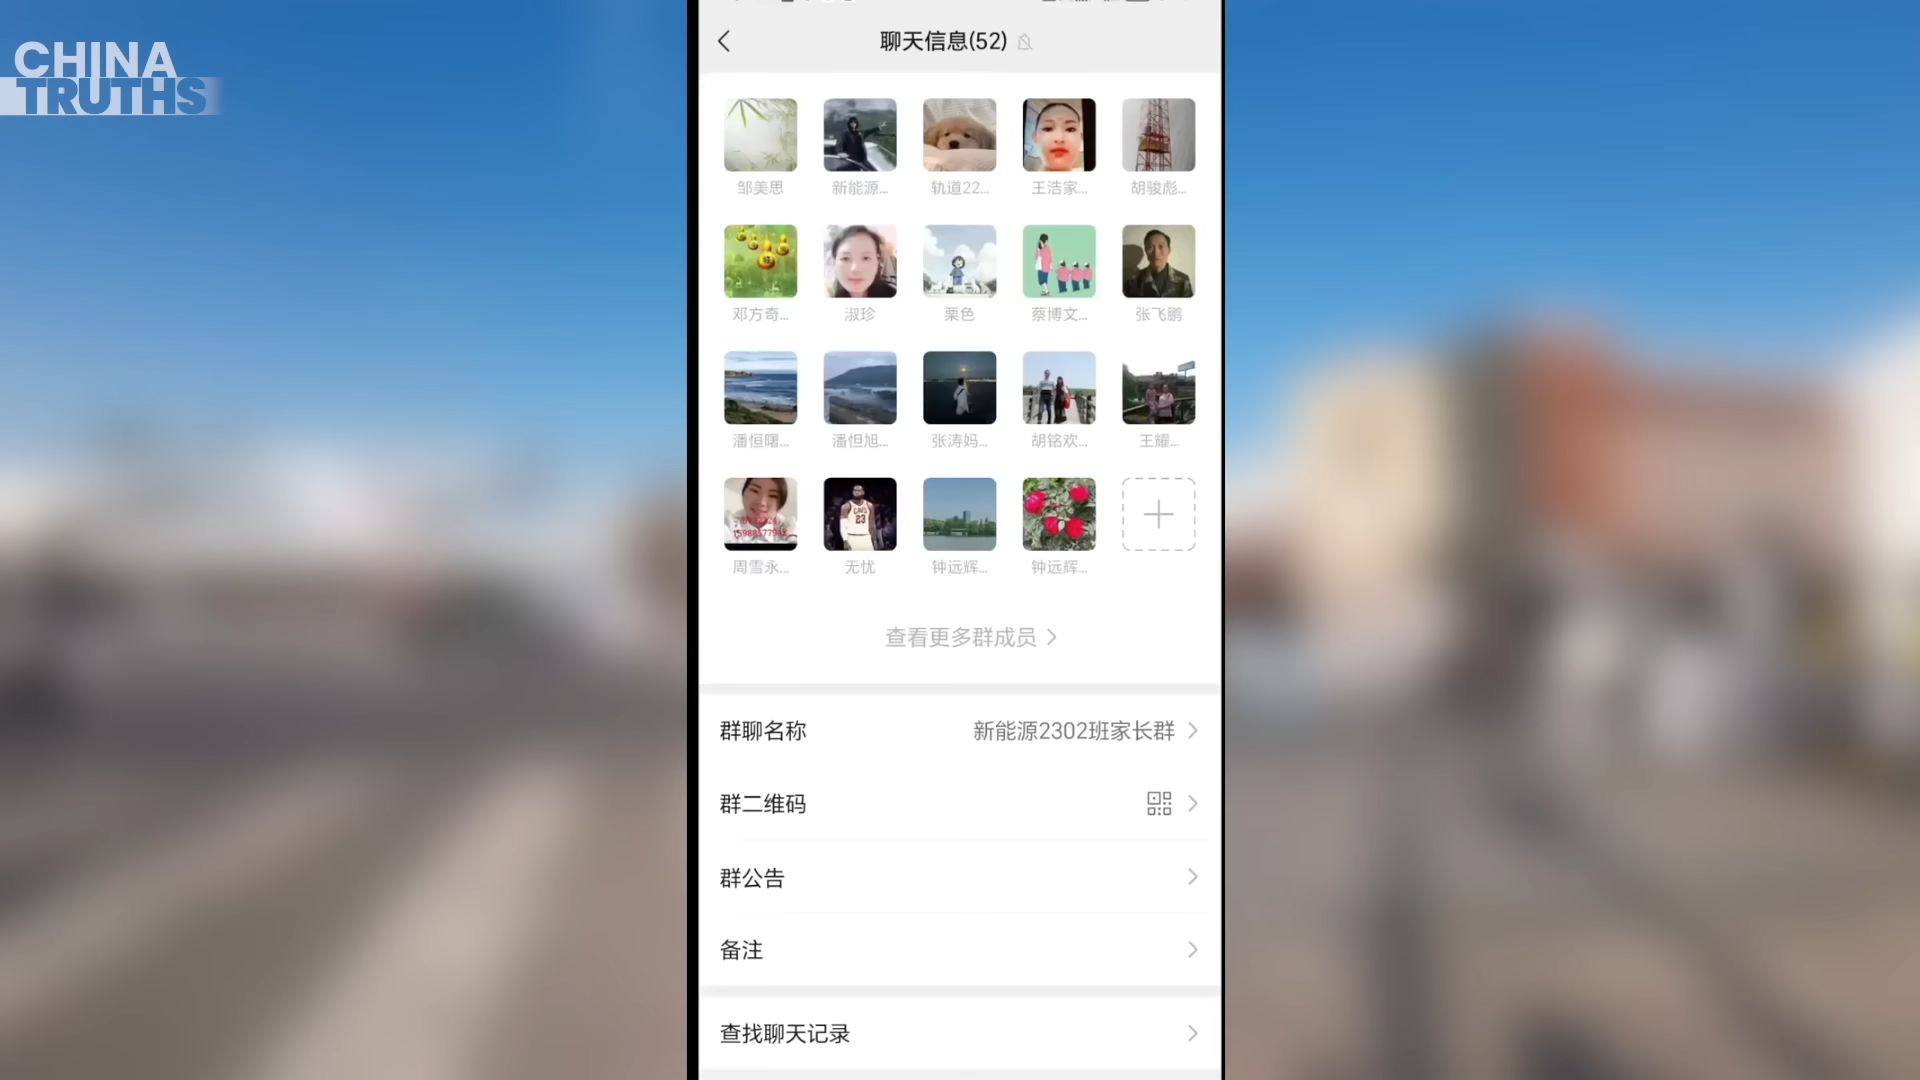 CHINA
TRUTHS
聊天信息(52)
邹美思 新能源... 轨道22... 王浩家... 胡骏彪...
邓方奇... 淑珍 栗色 蔡博文... 张飞鹏
潘恒曙... 潘怛旭... 张涛妈... 胡铭欢... 王耀...
周雪永... 无忧 钟远辉... 钟远辉...
查看更多群成员
群聊名称 新能源2302班家长群
群二维码
群公告
备注
查找聊天记录